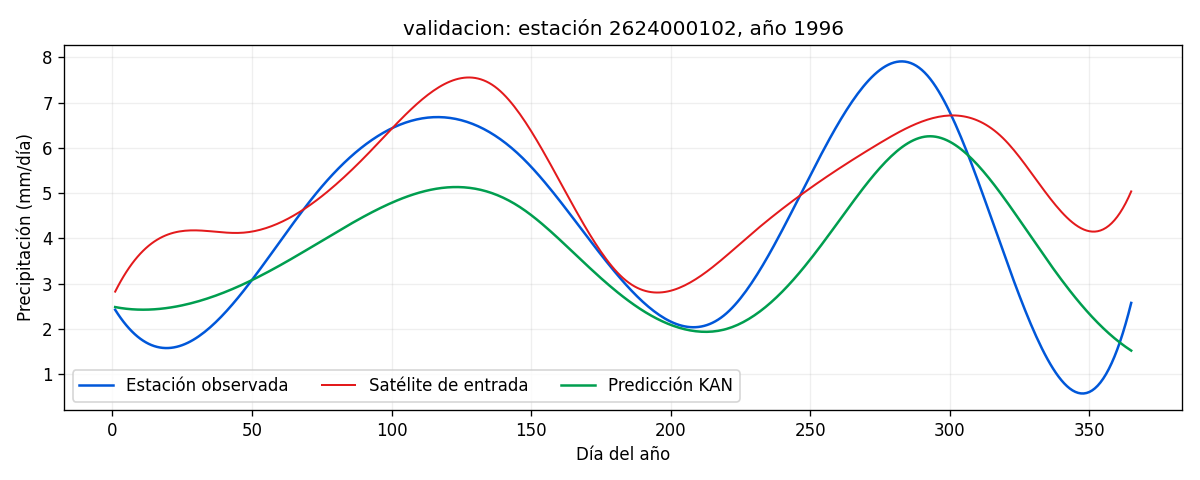 validacion: estación 2624000102, año 1996
Precipitación (mm/día)
8
7
6
5
4
3
2
1
Estación observada Satélite de entrada Predicción KAN
0 50 100 150 200 250 300 350
Día del año